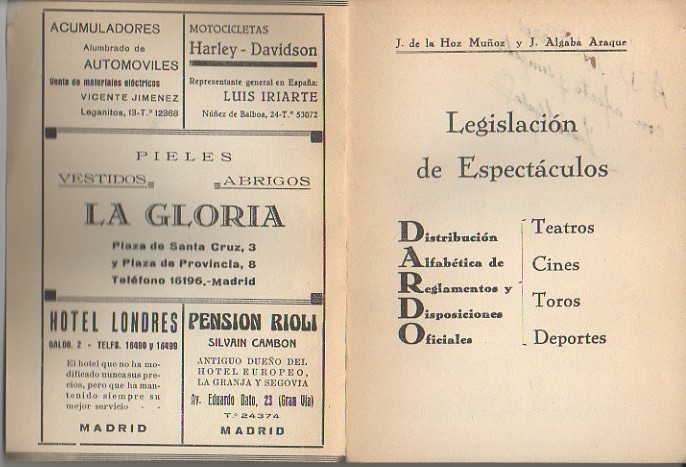 ACUMULADORES
Alumbrado de
AUTOMOVILES
Venta de materiales eléctricos
VICENTE JIMENEZ
Leganitos, 13-T.º 12368
MOTOCICLETAS
Harley - Davidson
Representante general en España:
LUIS IRIARTE
Núñez de Balboa, 24-T.º 53072
PIELES
VESTIDOS ABRIGOS
LA GLORIA
Plaza de Santa Cruz, 3
y Plaza de Provincia, 8
Teléfono 16196.-Madrid
HOTEL LONDRES
GALDO, 2 - TELFS. 16490 y 16499
El hotel que no ha mo-
dificado nunca sus pre-
cios, pero que ha man-
tenido siempre su
mejor servicio - -
MADRID
PENSION RIOLI
SILVAIN CAMBON
ANTIGUO DUEÑO DEL
HOTEL EUROPEO,
LA GRANJA Y SEGOVIA
Av. Eduardo Dato, 23 (Gran Vía)
T.º 24374
MADRID
J. de la Hoz Muñoz y J. Algaba Araque
Legislación
de Espectáculos
Distribución
Alfabética de
Reglamentos y
Disposiciones
Oficiales
Teatros
Cines
Toros
Deportes